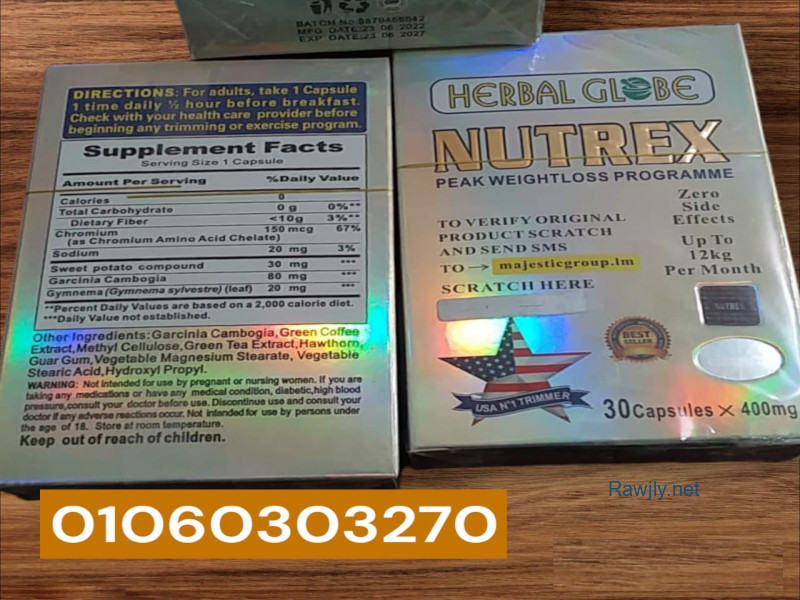 BATCH No:9879466842
MFG DATE:23 06 2022
EXP DATE:23 06 2027
DIRECTIONS: For adults, take 1 Capsule
1 time daily ½ hour before breakfast.
Check with your health care provider before
beginning any trimming or exercise program.
Supplement Facts
Serving Size 1 Capsule
Amount Per Serving %Daily Value
Calories 0
Total Carbohydrate 0 g 0%**
Dietary Fiber <10g 3%**
Chromium 150 mcg 67%
(as Chromium Amino Acid Chelate)
Sodium 20 mg 3%
Sweet potato compound 30 mg ***
Garcinia Cambogia 80 mg ***
Gymnema (Gymnema sylvestre) (leaf) 20 mg ***
**Percent Daily Values are based on a 2,000 calorie diet.
***Daily Value not established.
Other Ingredients: Garcinia Cambogia, Green Coffee
Extract, Methyl Cellulose, Green Tea Extract, Hawthorn,
Guar Gum, Vegetable Magnesium Stearate, Vegetable
Stearic Acid, Hydroxy Propyl.
WARNING: Not intended for use by pregnant or nursing women. If you are
taking any medications or have any medical condition, diabetic, high blood
pressure, consult your doctor before use. Discontinue use and consult your
doctor if any adverse reactions occur. Not intended for use by persons under
the age of 18. Store at room temperature.
Keep out of reach of children.
HERBAL GLOBE
NUTREX
PEAK WEIGHTLOSS PROGRAMME
Zero
Side
Effects
Up To
12kg
Per Month
TO VERIFY ORIGINAL
PRODUCT SCRATCH
AND SEND SMS
TO → majesticgroup.lm
SCRATCH HERE
NUTREX
BEST
SELLER
USA N°1 TRIMMER
30Capsules × 400mg
Rawjly.net
01060303270